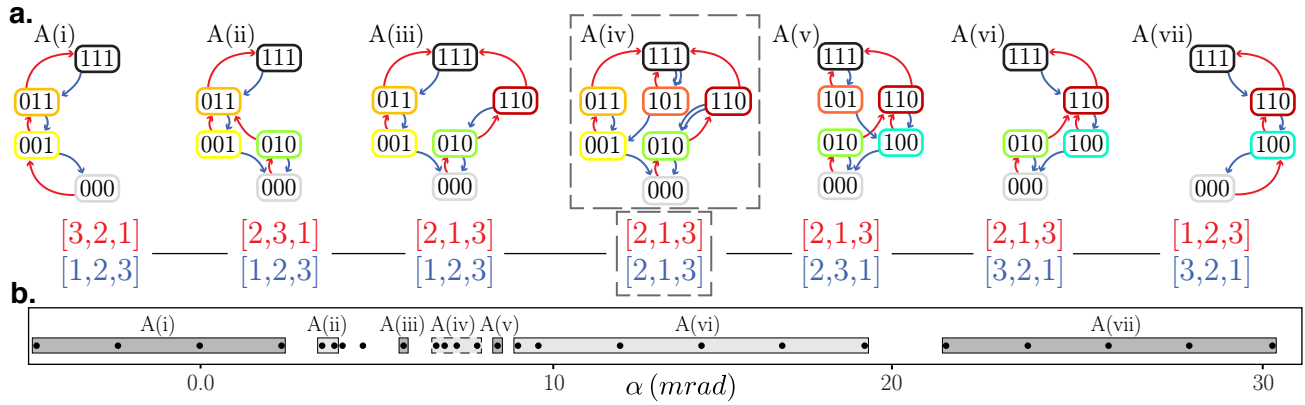 a.
A(i) A(ii) A(iii) A(iv) A(v) A(vi) A(vii)
111 111 111 111 111 111 111
011 011 011 110 011 101 110 101 110 110 110
001 001 010 001 010 001 010 010 100 010 100 100
000 000 000 000 000 000 000
[3,2,1] [2,3,1] [2,1,3] [2,1,3] [2,1,3] [2,1,3] [1,2,3]
[1,2,3] [1,2,3] [1,2,3] [2,1,3] [2,3,1] [3,2,1] [3,2,1]
b.
A(i) A(ii) A(iii) A(iv) A(v) A(vi) A(vii)
0.0 10 20 30
α (mrad)